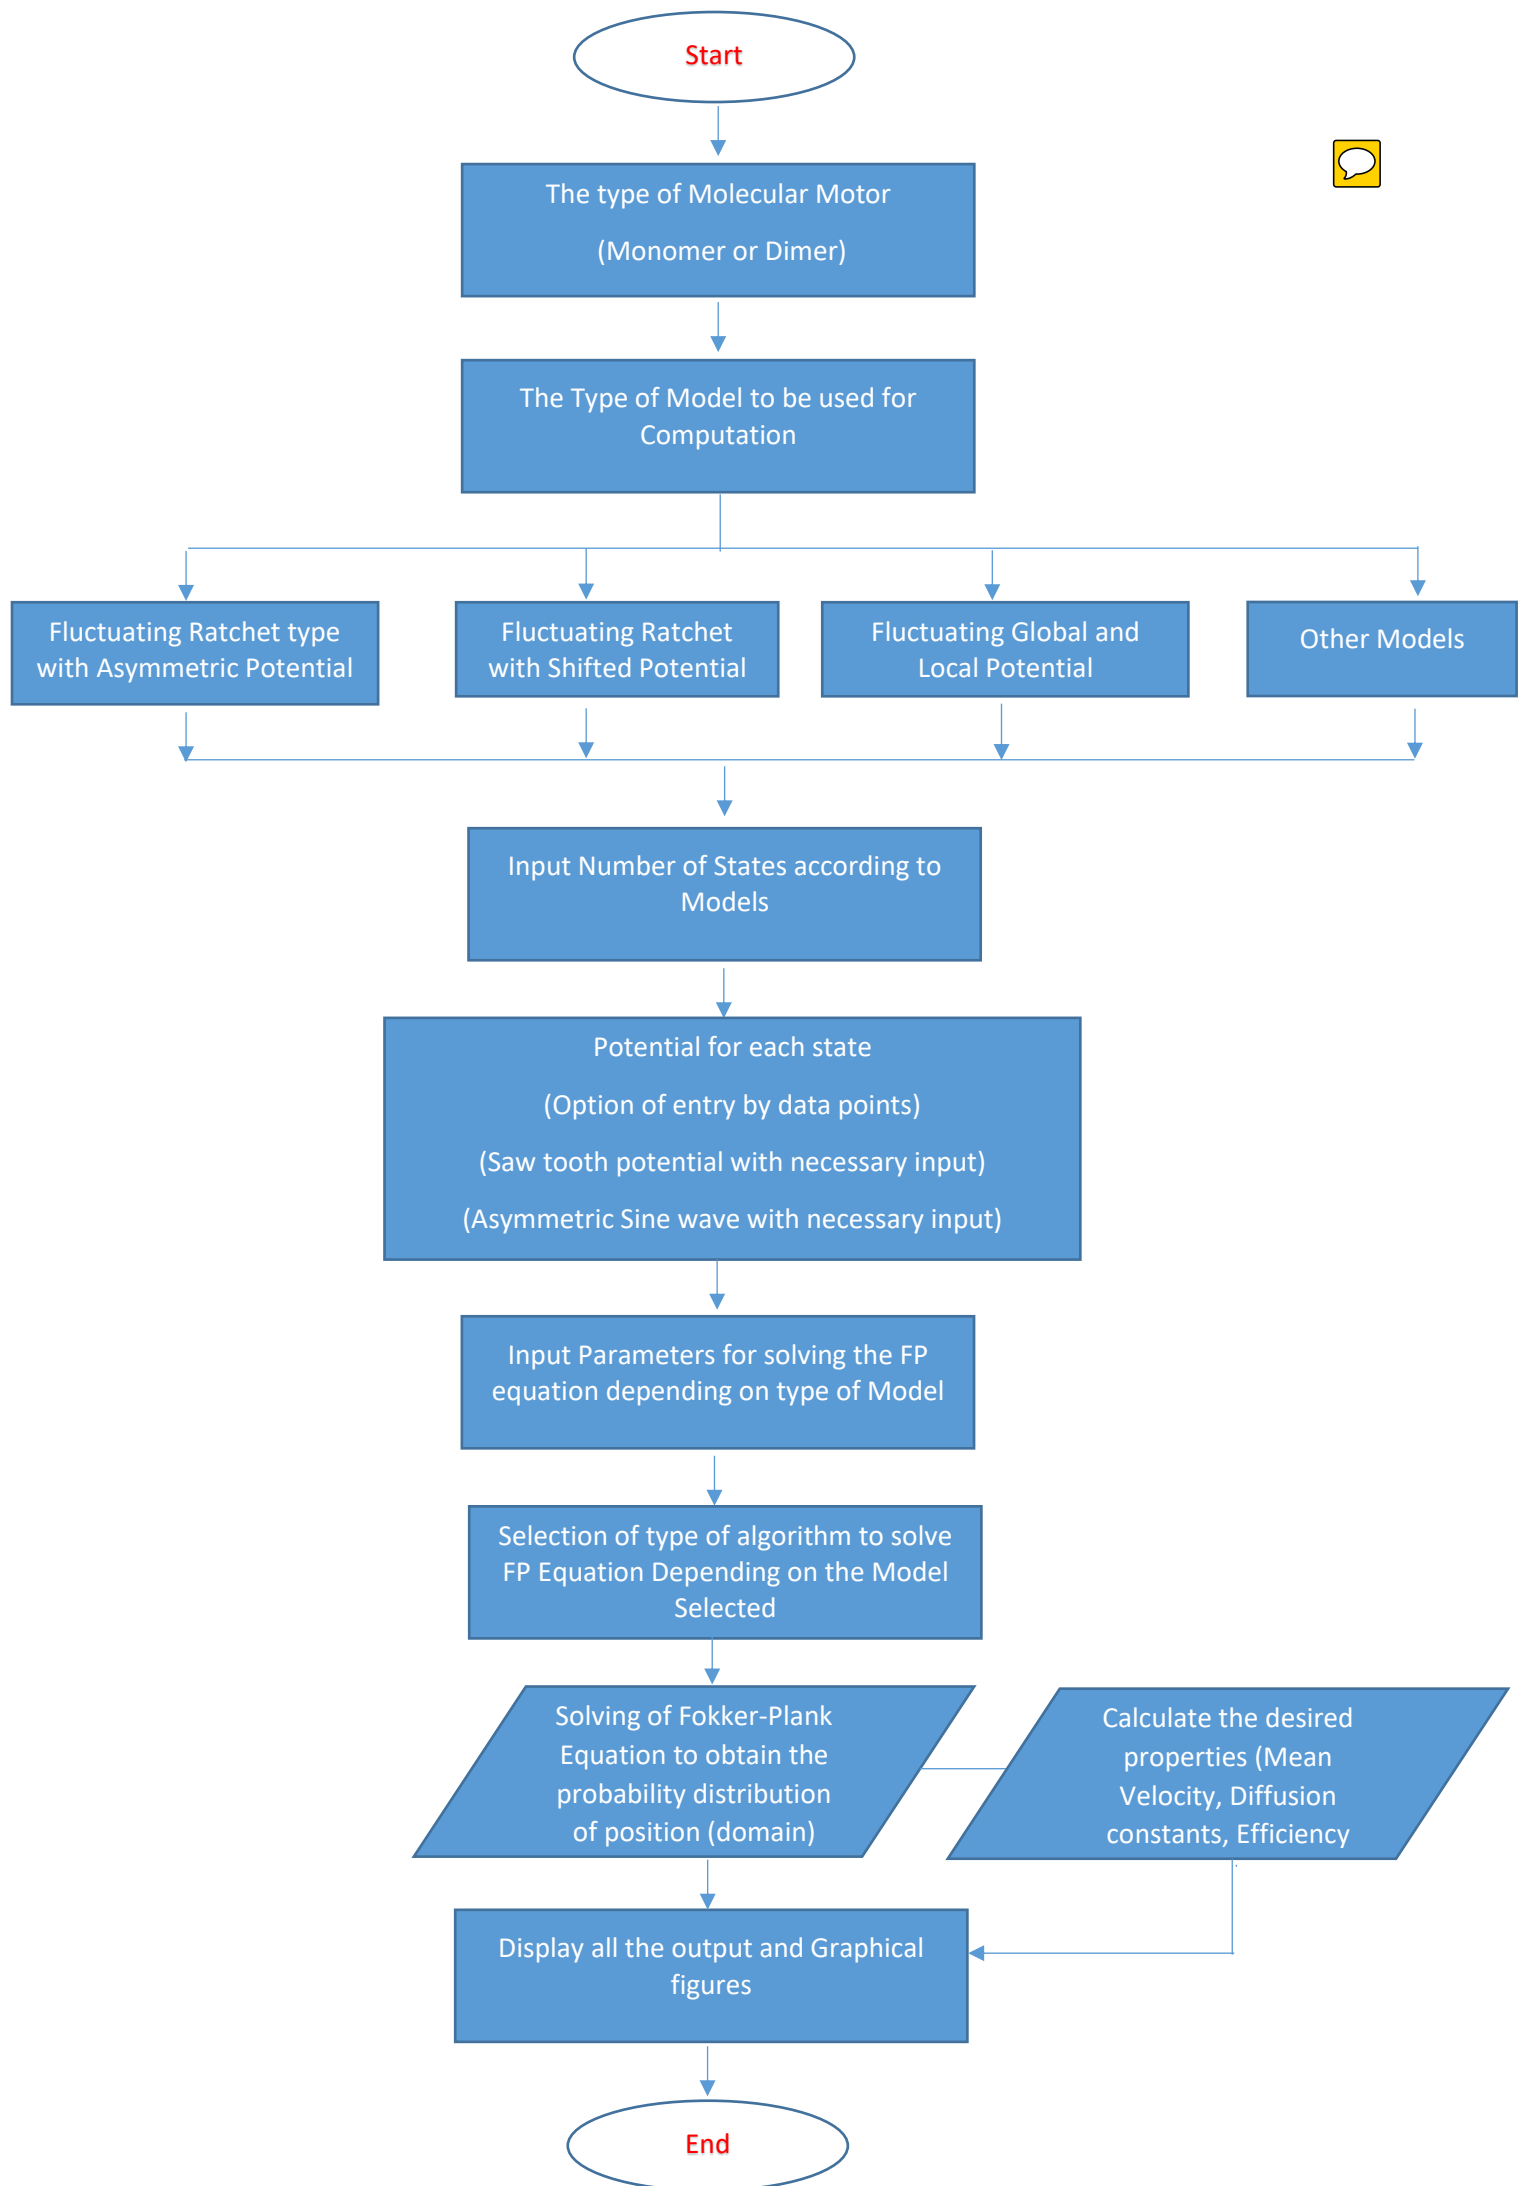 Start
The type of Molecular Motor
(Monomer or Dimer)
The Type of Model to be used for
Computation
Fluctuating Ratchet type
with Asymmetric Potential
Fluctuating Ratchet
with Shifted Potential
Fluctuating Global and
Local Potential
Other Models
Input Number of States according to
Models
Potential for each state
(Option of entry by data points)
(Saw tooth potential with necessary input)
(Asymmetric Sine wave with necessary input)
Input Parameters for solving the FP
equation depending on type of Model
Selection of type of algorithm to solve
FP Equation Depending on the Model
Selected
Solving of Fokker-Plank
Equation to obtain the
probability distribution
of position (domain)
Calculate the desired
properties (Mean
Velocity, Diffusion
constants, Efficiency
Display all the output and Graphical
figures
End